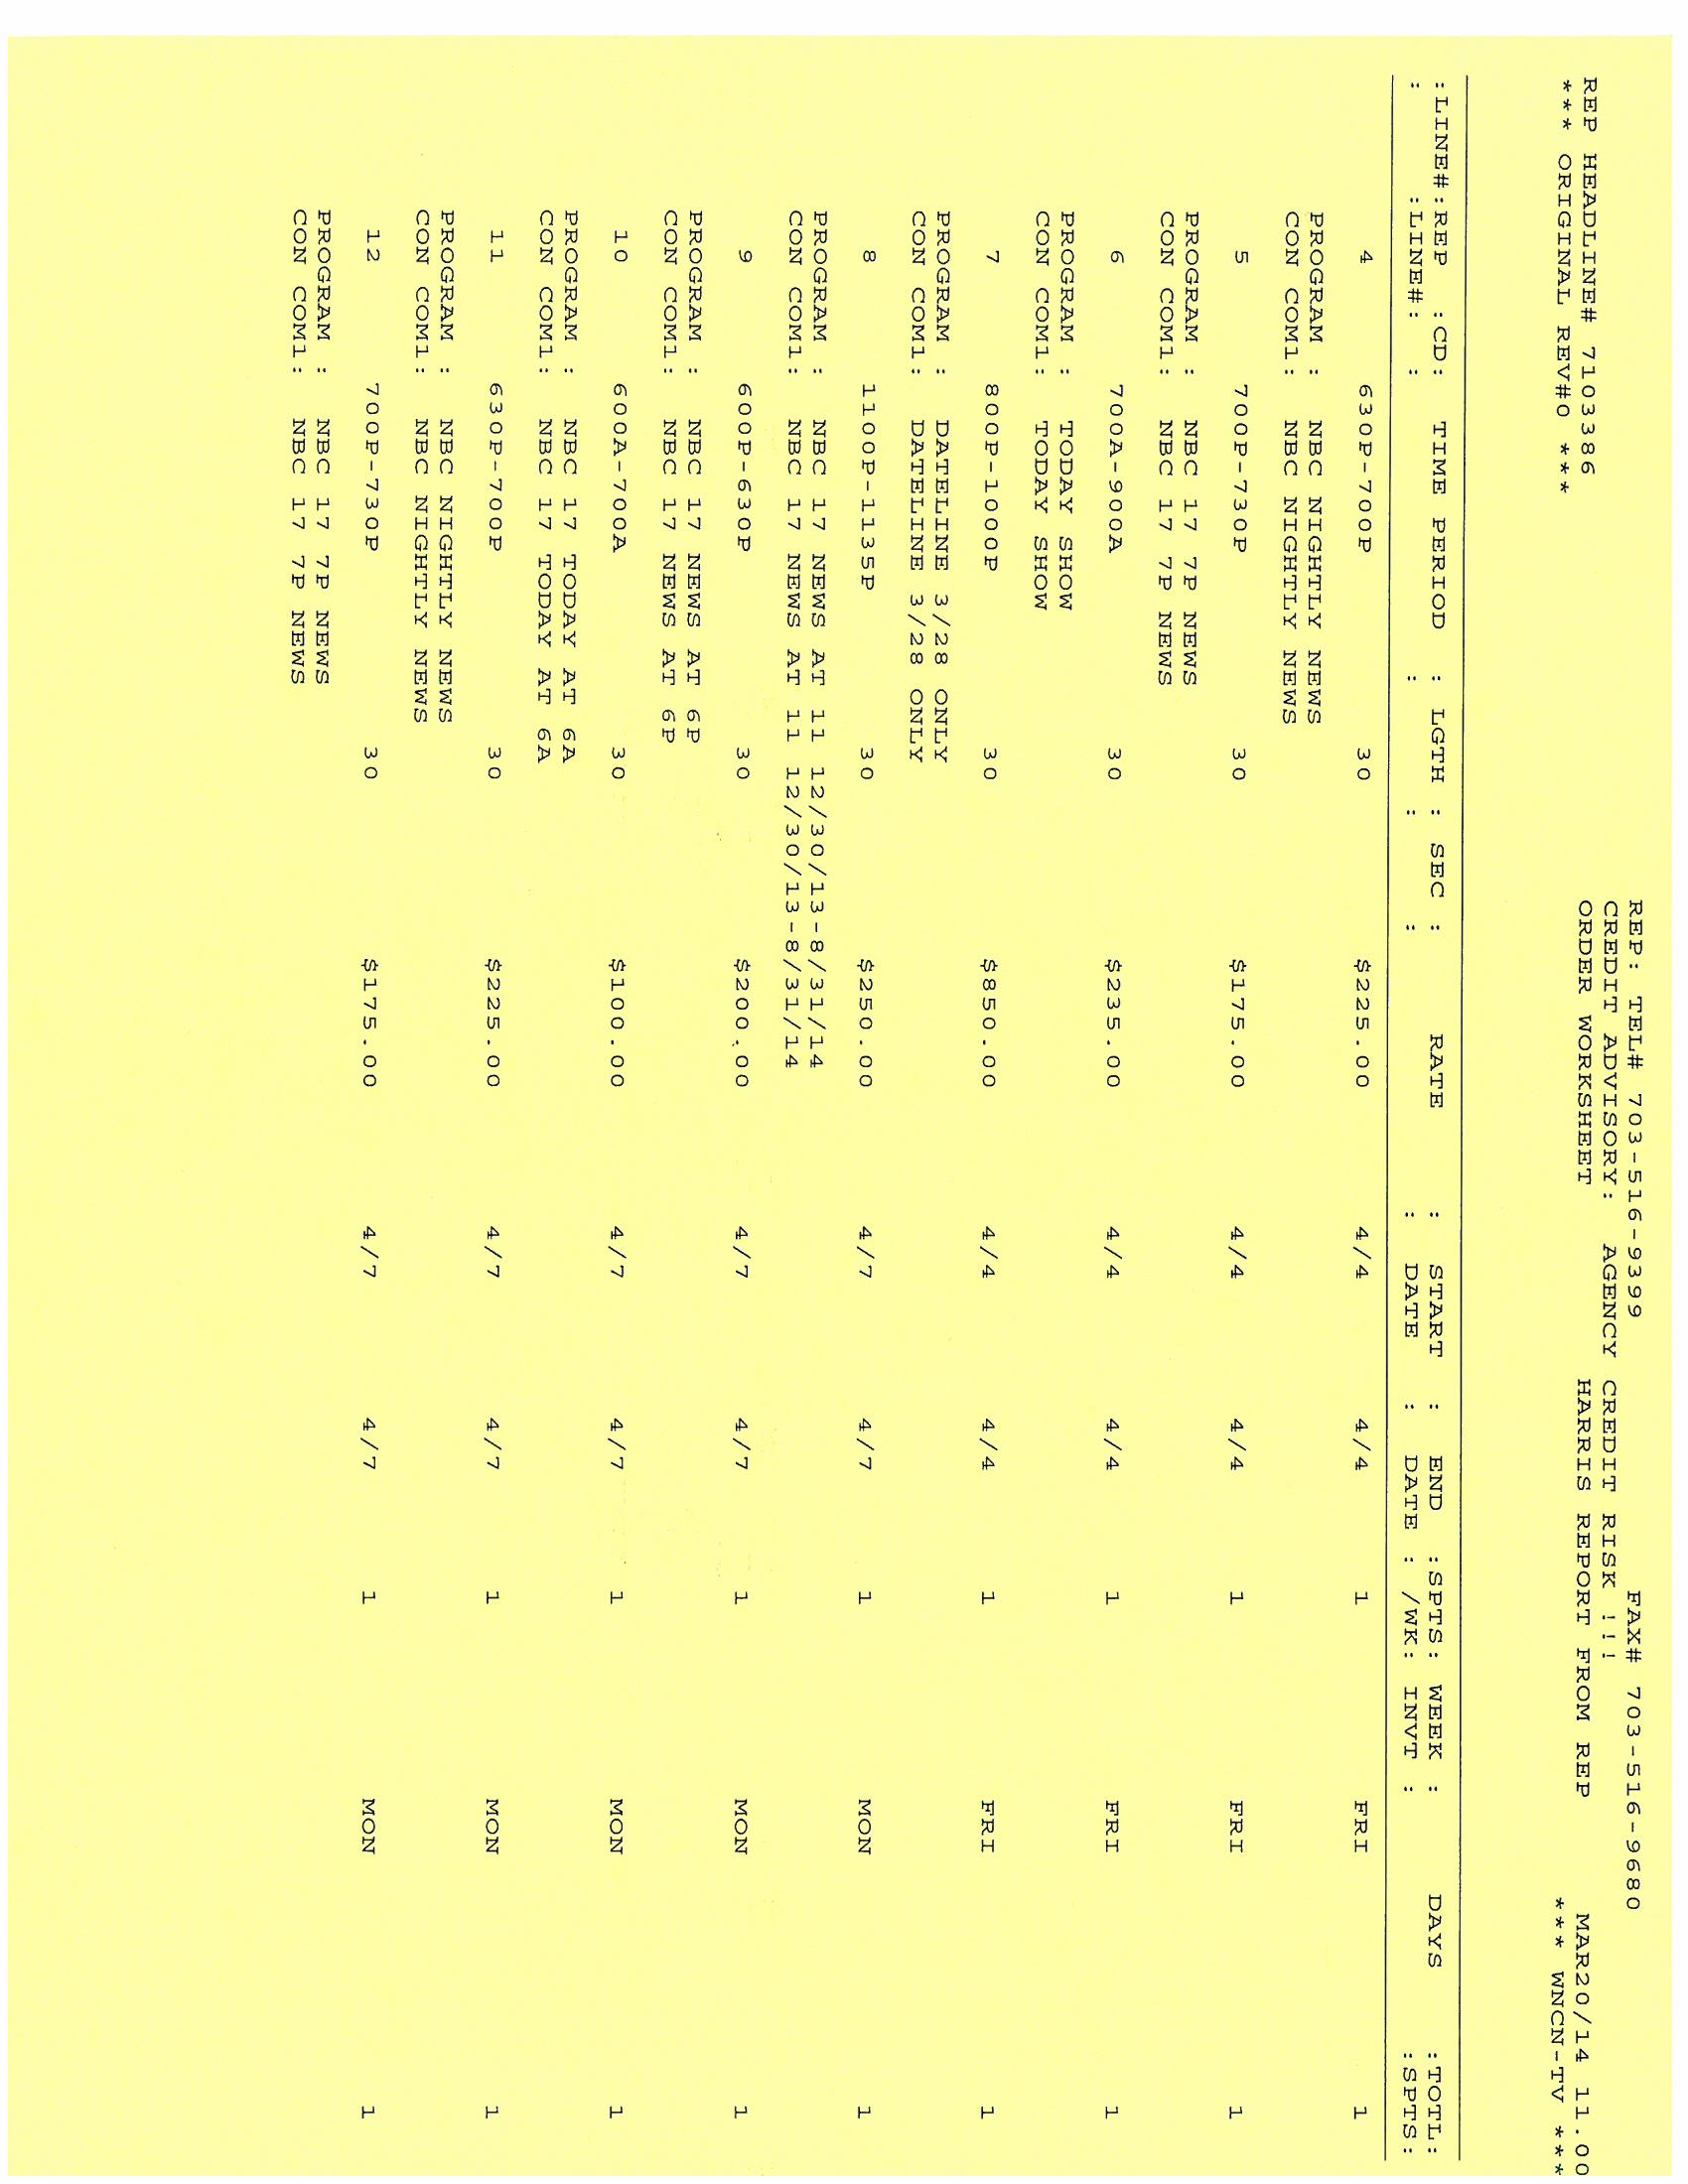 REP: TEL# 703-516-9399 FAX# 703-516-9680
CREDIT ADVISORY: AGENCY CREDIT RISK !!!
REP HEADLINE# 7103386 ORDER WORKSHEET HARRIS REPORT FROM REP MAR20/14 11.00
*** ORIGINAL REV#0 *** *** WNCN-TV ***
:LINE#:REP :CD: TIME PERIOD : LGTH : SEC : RATE : START : END :SPTS: WEEK : DAYS :TOTL:
: :LINE#: : : : : DATE : DATE : /WK: INVT : :SPTS:
4 630P-700P 30 $225.00 4/4 4/4 1 FRI 1
PROGRAM : NBC NIGHTLY NEWS
CON COM1: NBC NIGHTLY NEWS
5 700P-730P 30 $175.00 4/4 4/4 1 FRI 1
PROGRAM : NBC 17 7P NEWS
CON COM1: NBC 17 7P NEWS
6 700A-900A 30 $235.00 4/4 4/4 1 FRI 1
PROGRAM : TODAY SHOW
CON COM1: TODAY SHOW
7 800P-1000P 30 $850.00 4/4 4/4 1 FRI 1
PROGRAM : DATELINE 3/28 ONLY
CON COM1: DATELINE 3/28 ONLY
8 1100P-1135P 30 $250.00 4/7 4/7 1 MON 1
PROGRAM : NBC 17 NEWS AT 11 12/30/13-8/31/14
CON COM1: NBC 17 NEWS AT 11 12/30/13-8/31/14
9 600P-630P 30 $200.00 4/7 4/7 1 MON 1
PROGRAM : NBC 17 NEWS AT 6P
CON COM1: NBC 17 NEWS AT 6P
10 600A-700A 30 $100.00 4/7 4/7 1 MON 1
PROGRAM : NBC 17 TODAY AT 6A
CON COM1: NBC 17 TODAY AT 6A
11 630P-700P 30 $225.00 4/7 4/7 1 MON 1
PROGRAM : NBC NIGHTLY NEWS
CON COM1: NBC NIGHTLY NEWS
12 700P-730P 30 $175.00 4/7 4/7 1 MON 1
PROGRAM : NBC 17 7P NEWS
CON COM1: NBC 17 7P NEWS